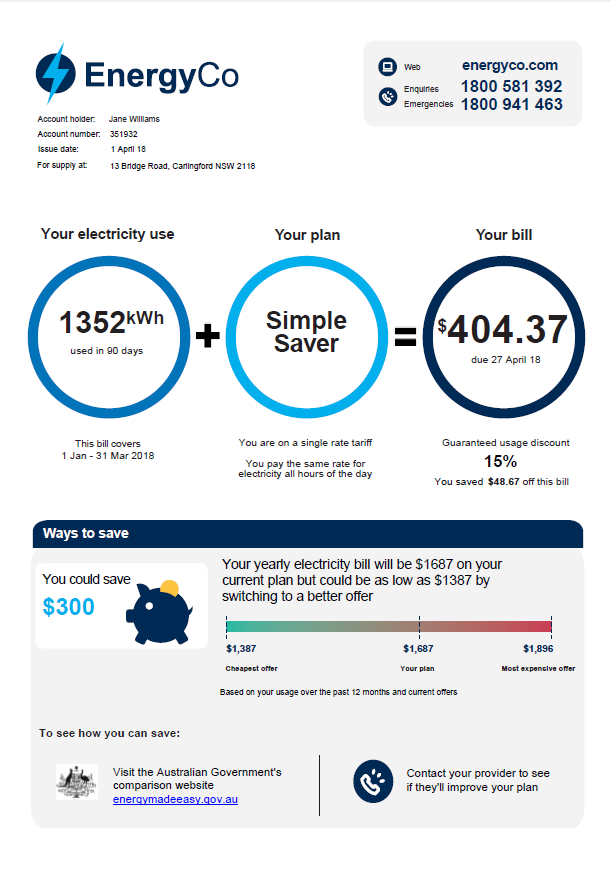 EnergyCo
Web energyco.com
Enquiries 1800 581 392
Emergencies 1800 941 463
Account holder: Jane Williams
Account number: 351932
Issue date: 1 April 18
For supply at: 13 Bridge Road, Carlingford NSW 2118
Your electricity use
1352kWh
used in 90 days
This bill covers
1 Jan - 31 Mar 2018
+
Your plan
Simple
Saver
You are on a single rate tariff
You pay the same rate for
electricity all hours of the day
=
Your bill
$404.37
due 27 April 18
Guaranteed usage discount
15%
You saved $48.67 off this bill
Ways to save
You could save
$300
Your yearly electricity bill will be $1687 on your
current plan but could be as low as $1387 by
switching to a better offer
$1,387 $1,687 $1,896
Cheapest offer Your plan Most expensive offer
Based on your usage over the past 12 months and current offers
To see how you can save:
Visit the Australian Government's
comparison website
energymadeeasy.gov.au
Contact your provider to see
if they'll improve your plan